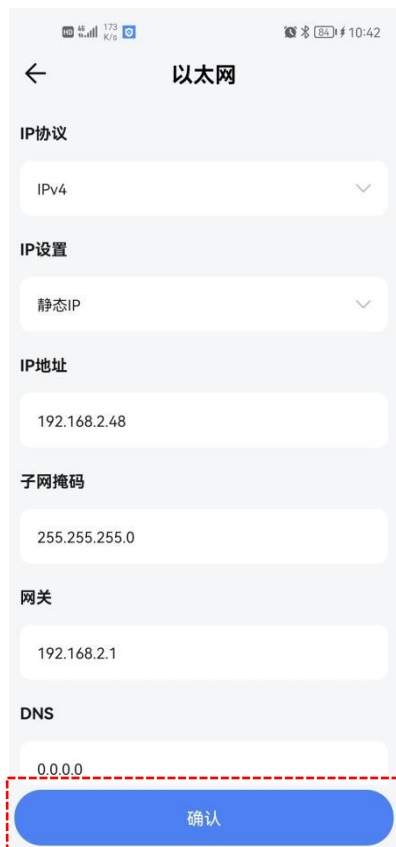 HD 4G 173 K/s 84 10:42
以太网
IP协议
IPv4
IP设置
静态IP
IP地址
192.168.2.48
子网掩码
255.255.255.0
网关
192.168.2.1
DNS
0.0.0.0
确认